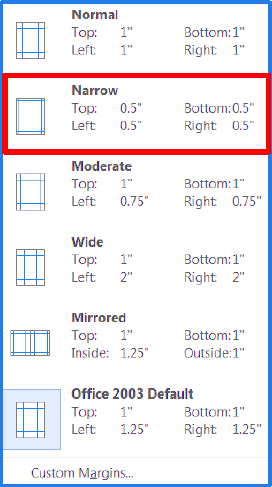 Normal
Top: 1" Bottom: 1"
Left: 1" Right: 1"
Narrow
Top: 0.5" Bottom: 0.5"
Left: 0.5" Right: 0.5"
Moderate
Top: 1" Bottom: 1"
Left: 0.75" Right: 0.75"
Wide
Top: 1" Bottom: 1"
Left: 2" Right: 2"
Mirrored
Top: 1" Bottom: 1"
Inside: 1.25" Outside: 1"
Office 2003 Default
Top: 1" Bottom: 1"
Left: 1.25" Right: 1.25"
Custom Margins...